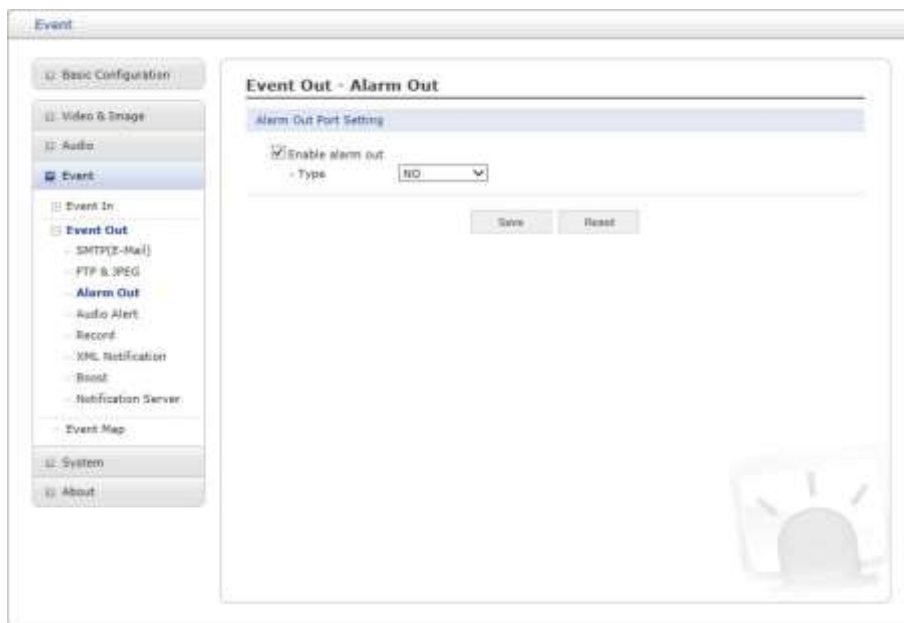 Event
Basic Configuration
Video & Image
Audio
Event
Event In
Event Out
SMTP(E-Mail)
FTP & JPEG
Alarm Out
Audio Alert
Record
XML Notification
Boost
Notification Server
Event Map
System
About
Event Out - Alarm Out
Alarm Out Port Setting
Enable alarm out
- Type NO
Save Reset